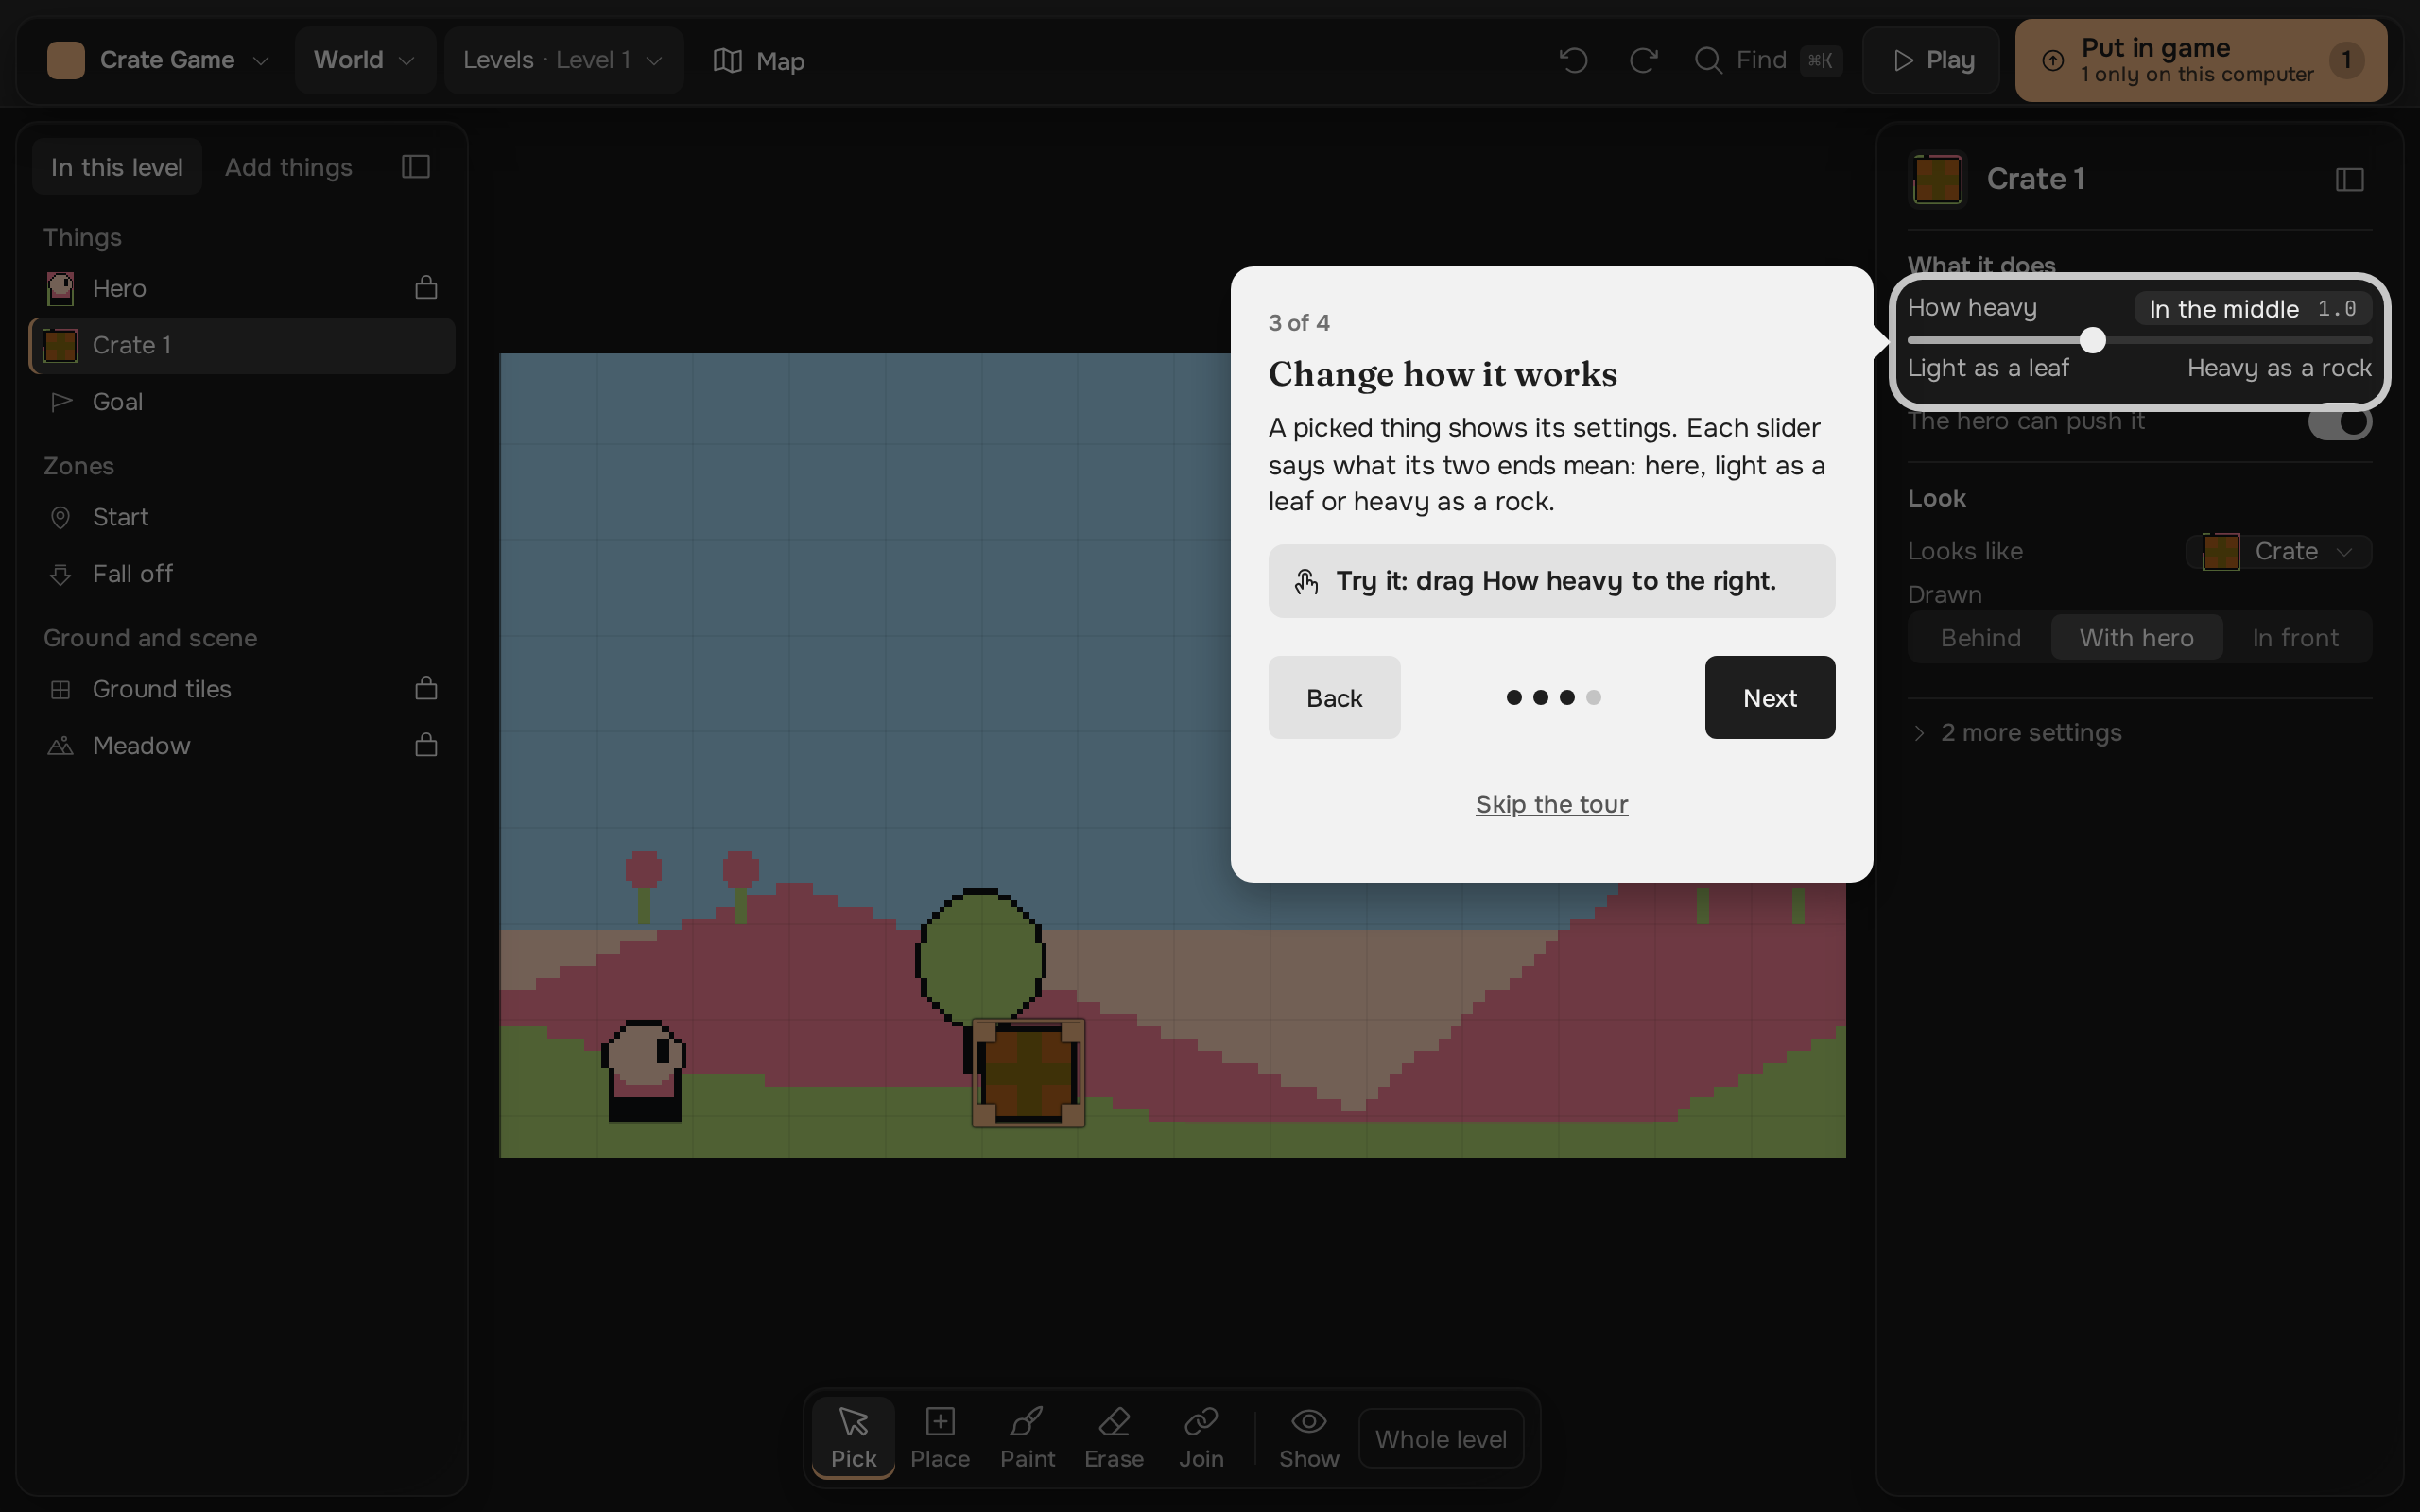 Crate Game
World
Levels · Level 1
Map
Find ⌘K
Play
Put in game
1 only on this computer
1
In this level
Add things
Things
Hero
Crate 1
Goal
Zones
Start
Fall off
Ground and scene
Ground tiles
Meadow
3 of 4
Change how it works
A picked thing shows its settings. Each slider
says what its two ends mean: here, light as a
leaf or heavy as a rock.
Try it: drag How heavy to the right.
Back
Next
Skip the tour
Crate 1
What it does
How heavy
In the middle 1.0
Light as a leaf
Heavy as a rock
The hero can push it
Look
Looks like
Crate
Drawn
Behind
With hero
In front
2 more settings
Pick
Place
Paint
Erase
Join
Show
Whole level